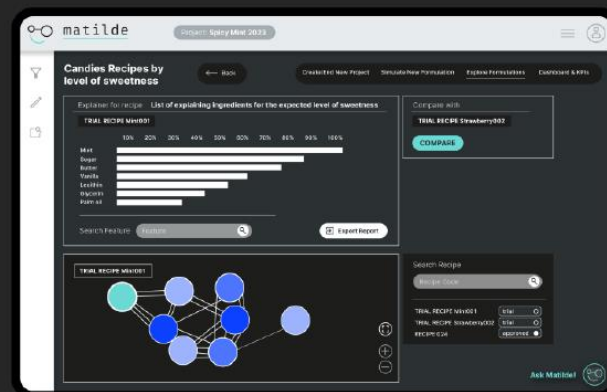 matilde
Project: Spicy Mint 2023
Candies Recipes by
level of sweetness
← Back
Create/End New Project
Simulate New Formulation
Explore Formulations
Dashboard & KPIs
Explainer for recipe List of explaining ingredients for the expected level of sweetness
TRIAL RECIPE Mint001
10% 20% 30% 40% 50% 60% 70% 80% 90% 100%
Mint
Sugar
Butter
Vanilla
Lecithin
Glycerin
Palm oil
Search Feature
Feature
Export Report
Compare with
TRIAL RECIPE Strawberry002
COMPARE
TRIAL RECIPE Mint001
Search Recipe
Recipe Code
TRIAL RECIPE Mint001 trial
TRIAL RECIPE Strawberry002 trial
RECIPE 024 approved
Ask Matilde!